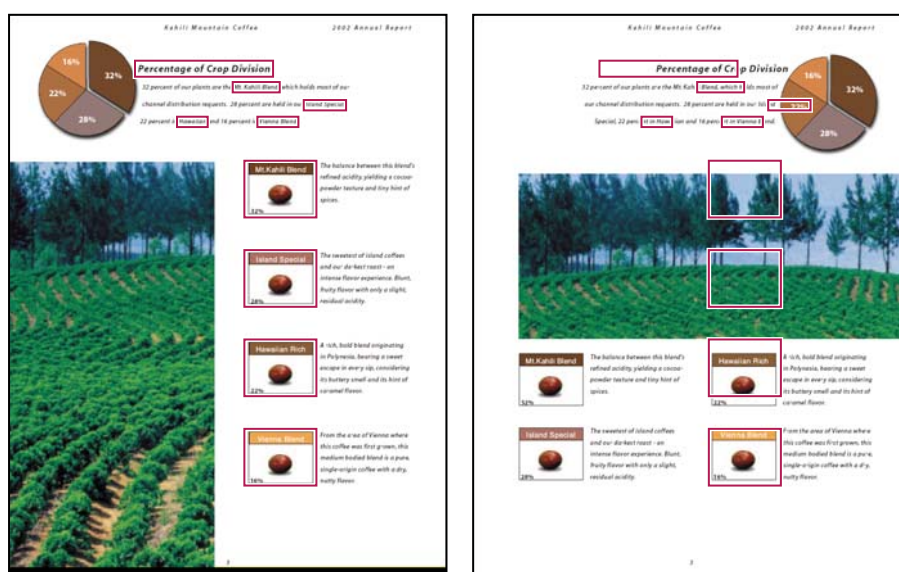 Kahili Mountain Coffee 2002 Annual Report
16%
32%
22%
28%
Percentage of Crop Division
32 percent of our plants are the Mt. Kahili Blend which holds most of our
channel distribution requests. 28 percent are held in our Island Special
22 percent is Hawaiian and 16 percent is Vienna Blend
Mt.Kahili Blend
32%
The balance between this blend's
refined acidity, yielding a cocoa-
powder texture and tiny hint of
spices.
Island Special
28%
The sweetest of island coffees
and our darkest roast - an
intense flavor experience. Blunt,
fruity flavor with only a slight,
residual acidity.
Hawaiian Rich
22%
A rich, bold blend originating
in Polynesia, bearing a sweet
escape in every sip, considering
its buttery smell and its hint of
caramel flavor.
Vienna Blend
16%
From the area of Vienna where
this coffee was first grown, this
medium bodied blend is a pure,
single-origin coffee with a dry,
nutty flavor.
3
Kahili Mountain Coffee 2002 Annual Report
Percentage of Crop Division
32 percent of our plants are the Mt. Kah Blend, which h lds most of
our channel distribution requests. 28 percent are held in our Isl d
Special, 22 perc nt in Haw ian and 16 perc nt in Vienna B end.
16%
32%
22%
28%
Mt.Kahili Blend
32%
The balance between this blend's
refined acidity, yielding a cocoa-
powder texture and tiny hint of
spices.
Hawaiian Rich
22%
A rich, bold blend originating
in Polynesia, bearing a sweet
escape in every sip, considering
its buttery smell and its hint of
caramel flavor.
Island Special
28%
The sweetest of island coffees
and our darkest roast - an
intense flavor experience. Blunt,
fruity flavor with only a slight,
residual acidity.
Vienna Blend
16%
From the area of Vienna where
this coffee was first grown, this
medium bodied blend is a pure,
single-origin coffee with a dry,
nutty flavor.
3